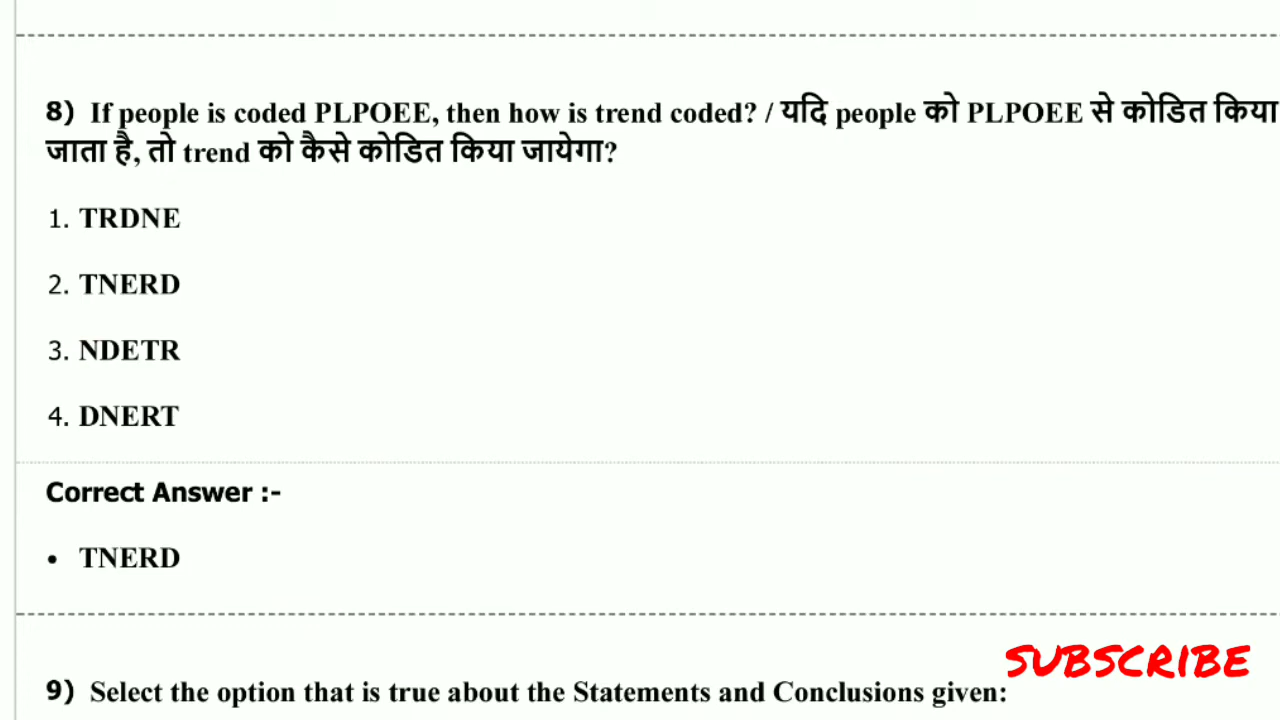 8) If people is coded PLPOEE, then how is trend coded? / यदि people को PLPOEE से कोडित किया
जाता है, तो trend को कैसे कोडित किया जायेगा?
1. TRDNE
2. TNERD
3. NDETR
4. DNERT
Correct Answer :-
• TNERD
SUBSCRIBE
9) Select the option that is true about the Statements and Conclusions given: